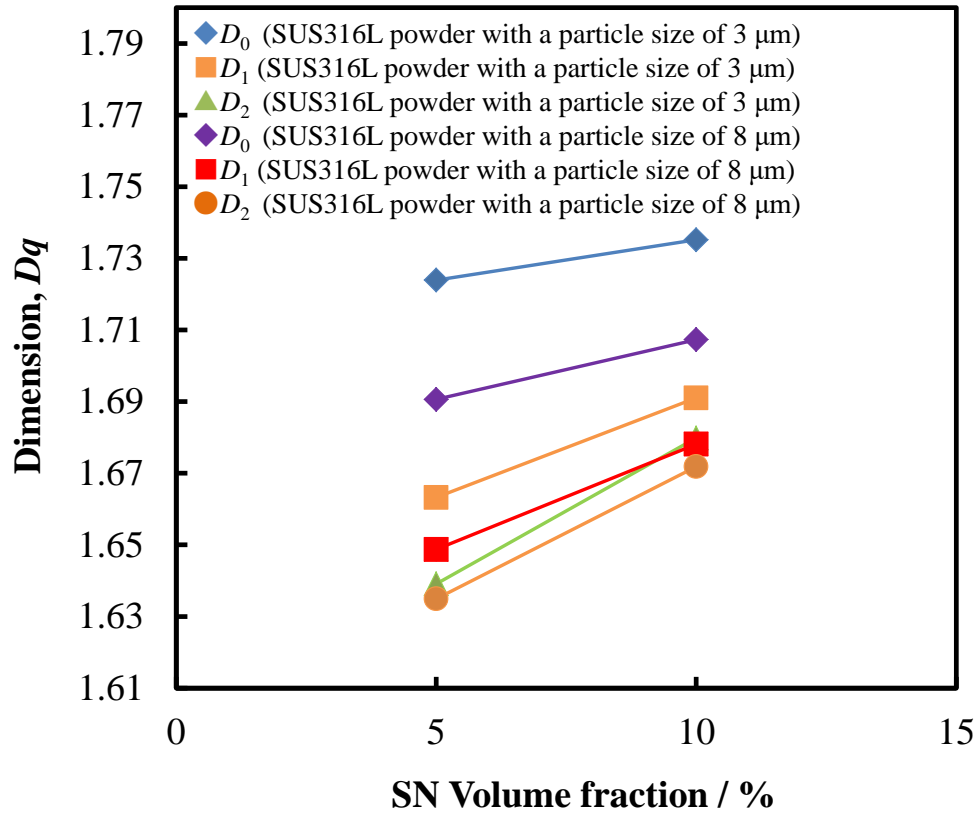 D0 (SUS316L powder with a particle size of 3 μm)
D1 (SUS316L powder with a particle size of 3 μm)
D2 (SUS316L powder with a particle size of 3 μm)
D0 (SUS316L powder with a particle size of 8 μm)
D1 (SUS316L powder with a particle size of 8 μm)
D2 (SUS316L powder with a particle size of 8 μm)
Dimension, Dq
1.79
1.77
1.75
1.73
1.71
1.69
1.67
1.65
1.63
1.61
0 5 10 15
SN Volume fraction / %